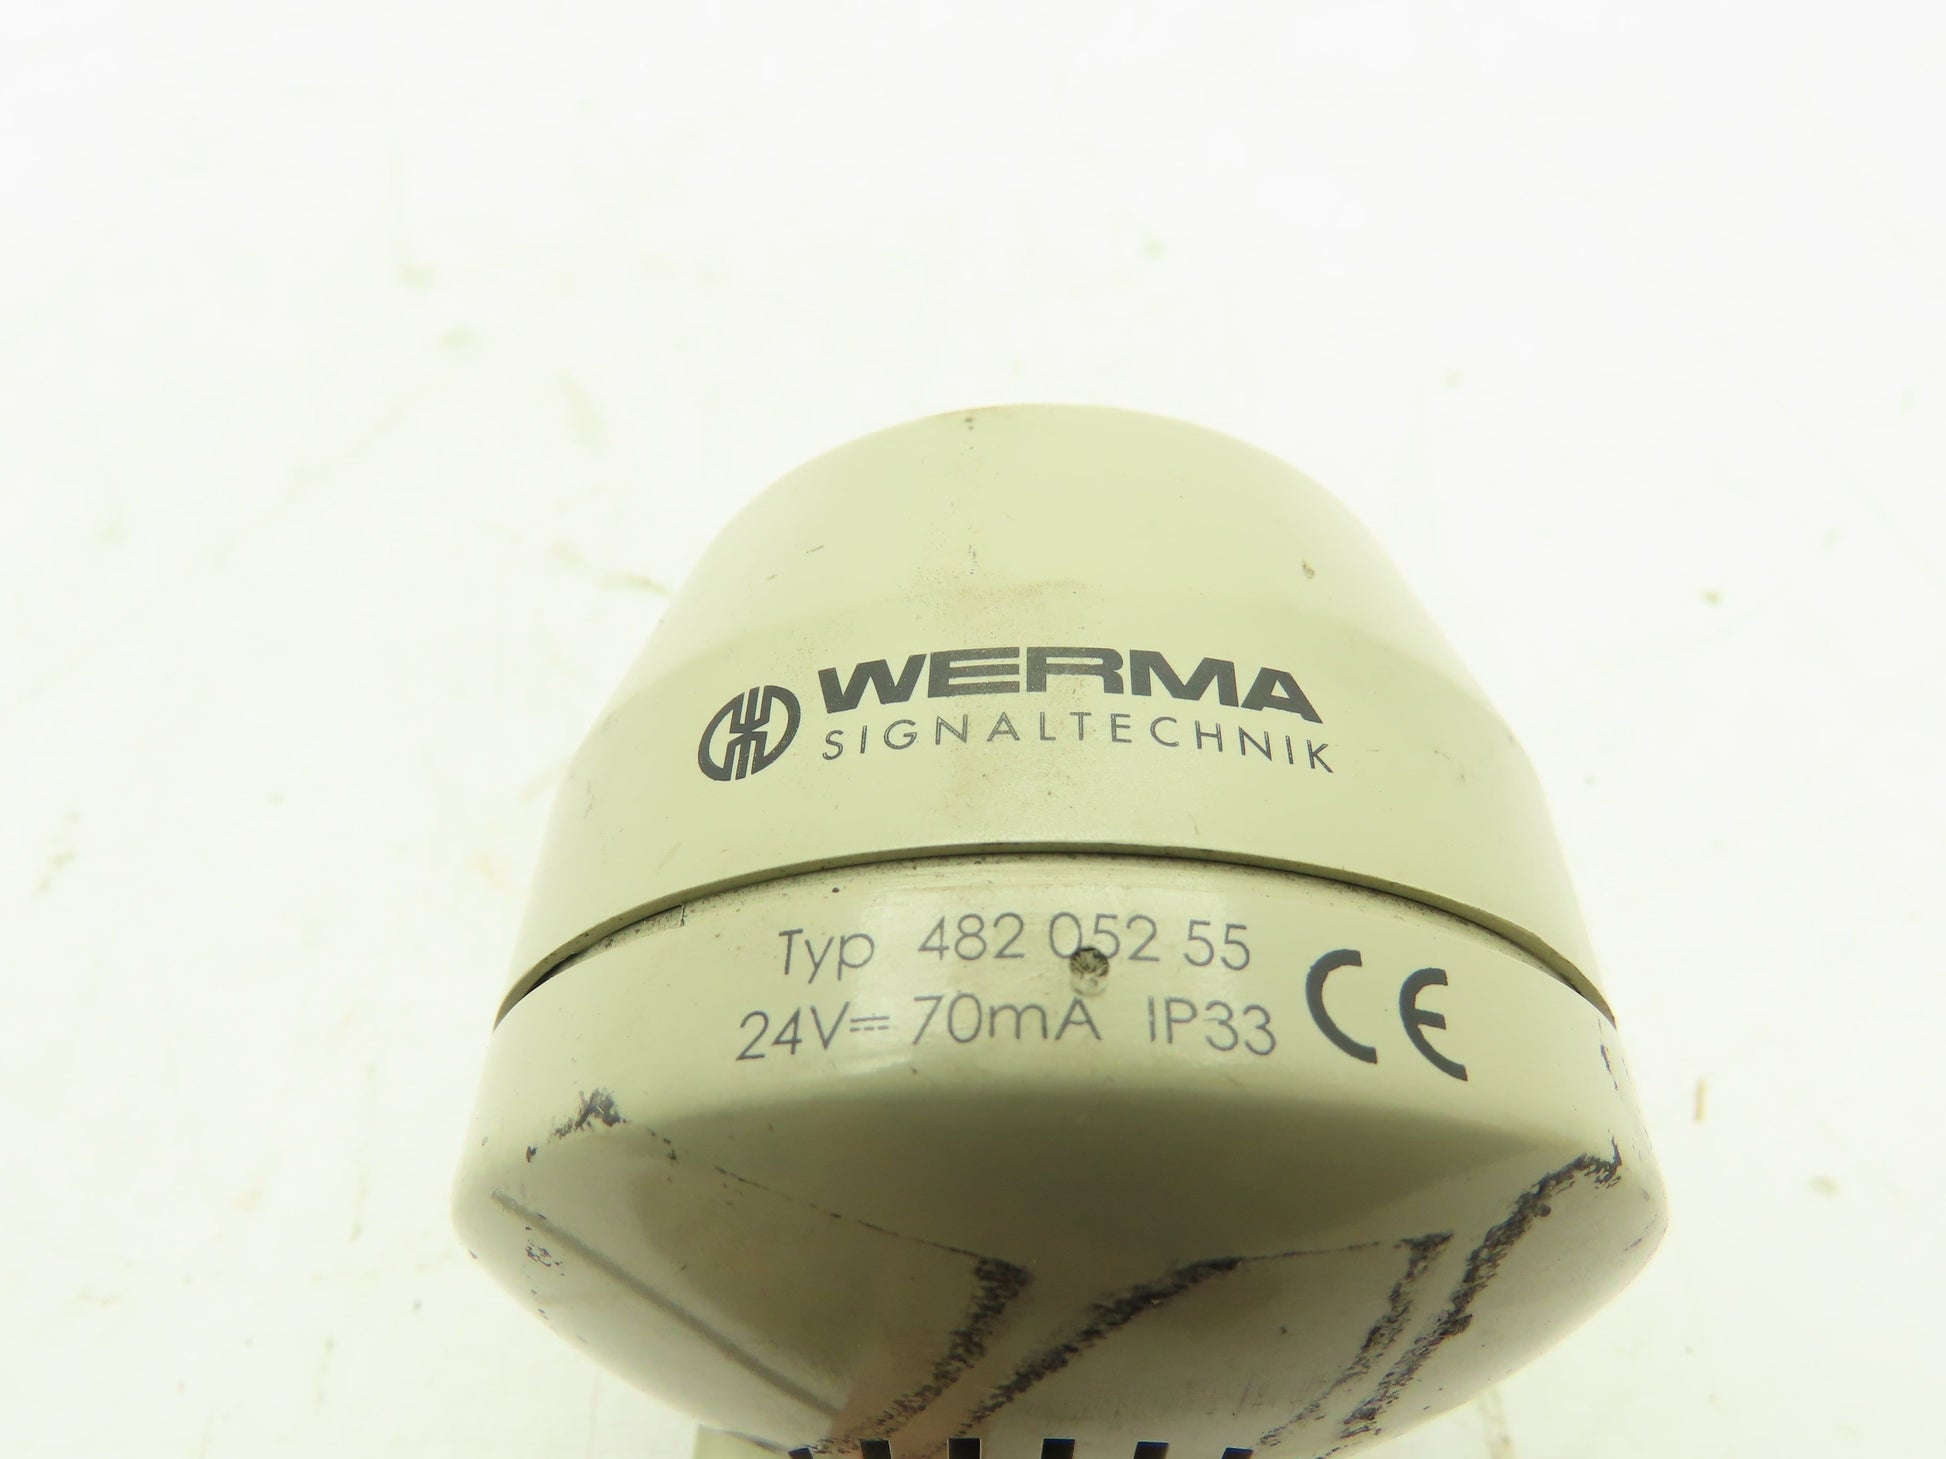 WERMA
SIGNALTECHNIK
Typ 482 052 55
24V⎓ 70mA IP33 CE